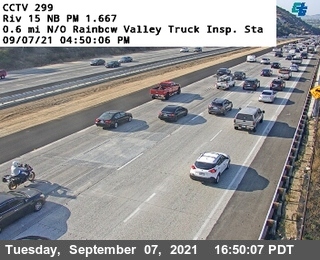 CCTV 299
Riv 15 NB PM 1.667
0.6 mi N/O Rainbow Valley Truck Insp. Sta
09/07/21 04:50:06 PM
Tuesday, September 07, 2021 16:50:07 PDT